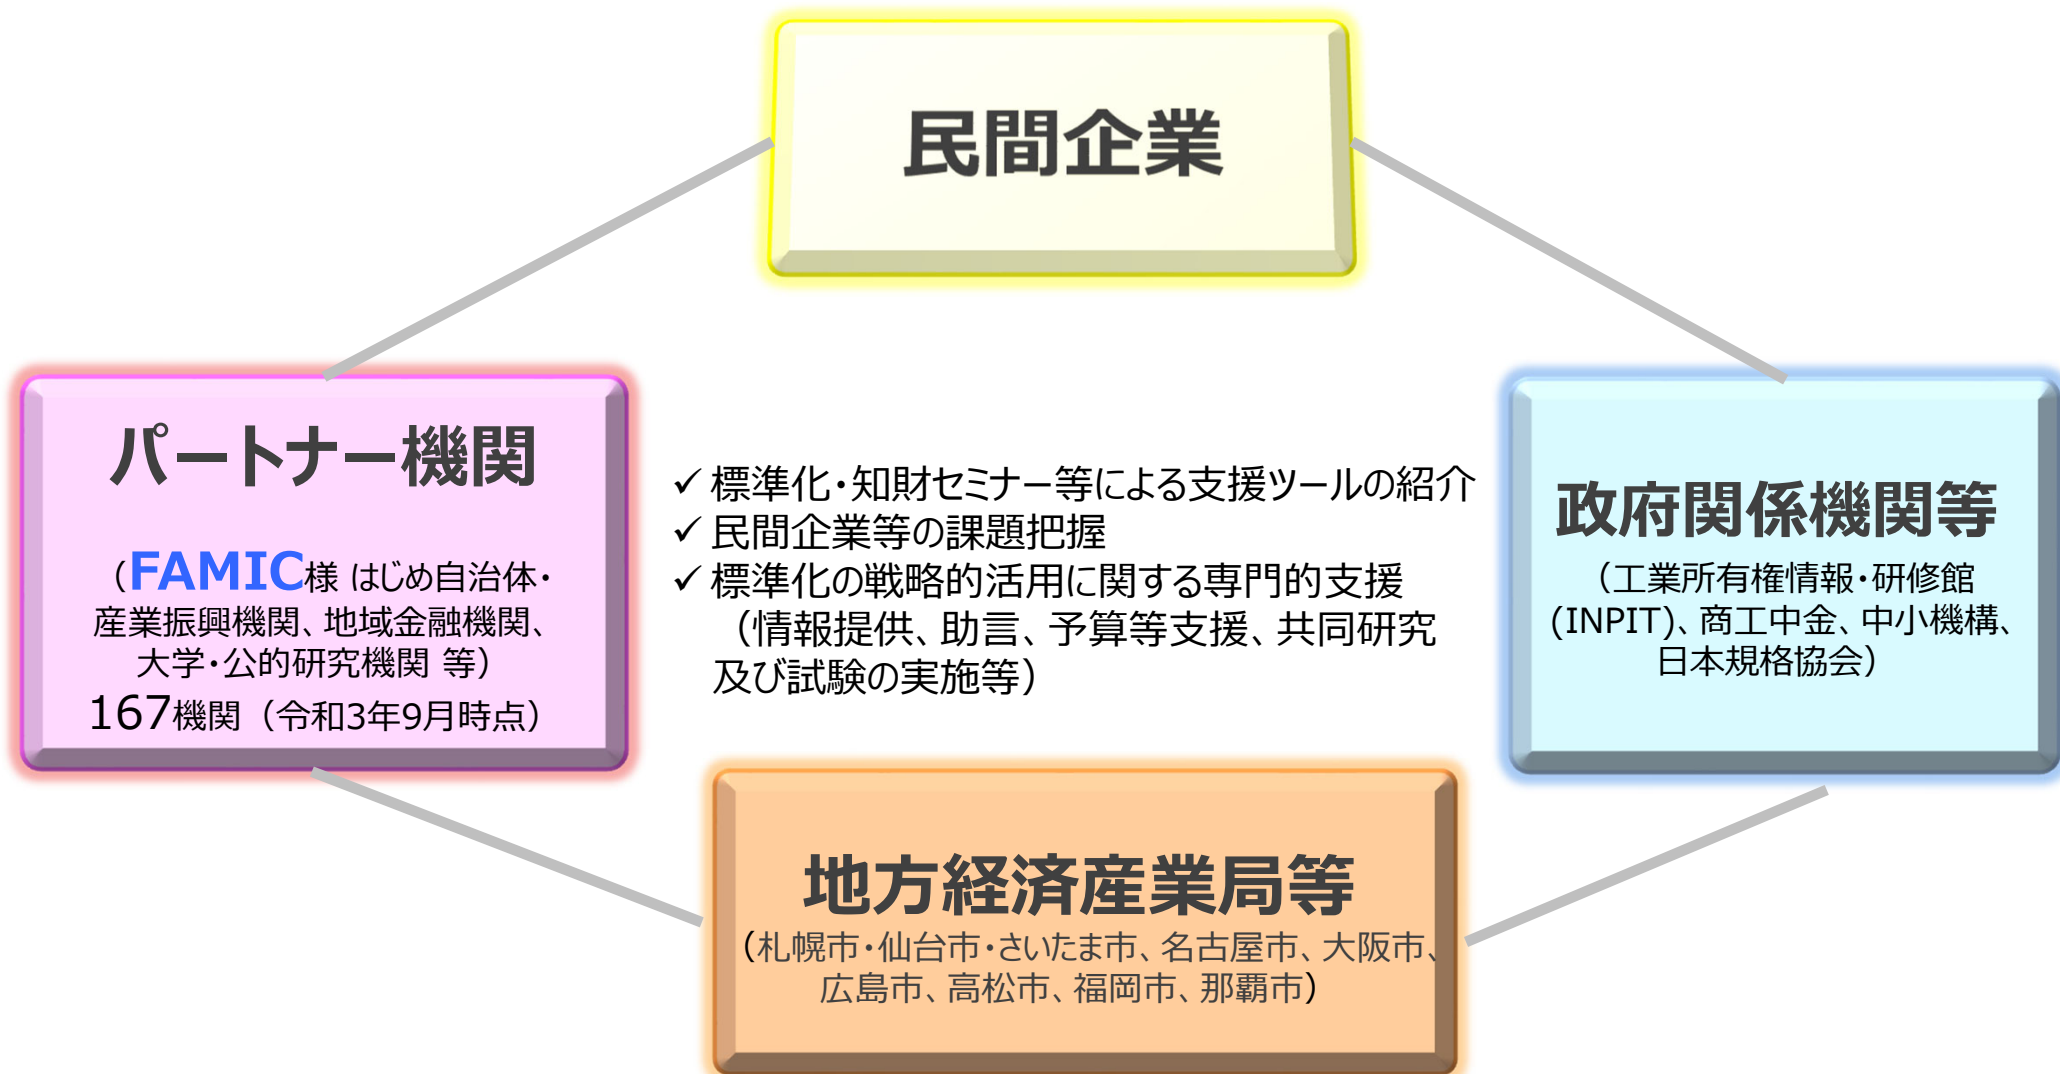 民間企業
パートナー機関
（FAMIC様 はじめ自治体・
産業振興機関、地域金融機関、
大学・公的研究機関 等）
167機関（令和3年9月時点）
✓ 標準化・知財セミナー等による支援ツールの紹介
✓ 民間企業等の課題把握
✓ 標準化の戦略的活用に関する専門的支援
（情報提供、助言、予算等支援、共同研究
及び試験の実施等）
政府関係機関等
（工業所有権情報・研修館
(INPIT)、商工中金、中小機構、
日本規格協会）
地方経済産業局等
（札幌市・仙台市・さいたま市、名古屋市、大阪市、
広島市、高松市、福岡市、那覇市）